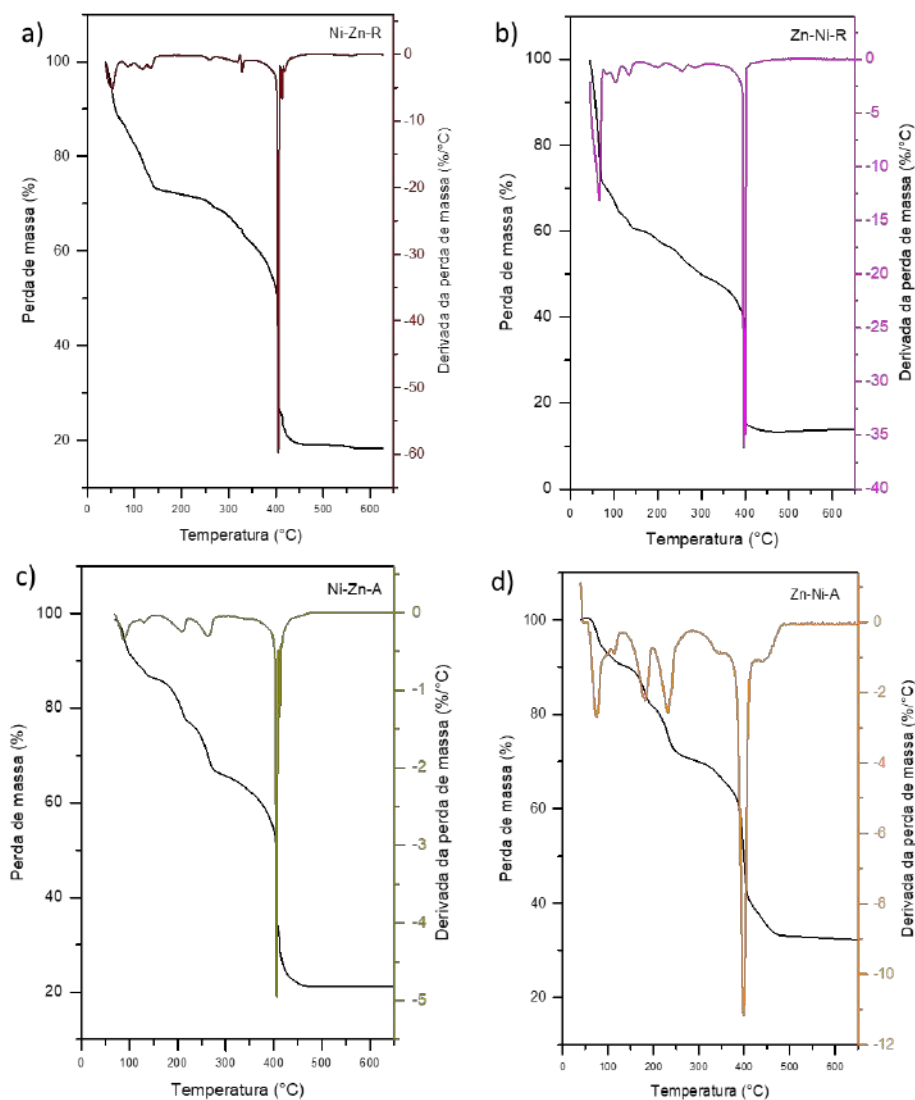 a)
Ni-Zn-R
Perda de massa (%)
100
80
60
40
20
0
-10
-20
-30
-40
-50
-60
Derivada da perda de massa (%/°C)
0 100 200 300 400 500 600
Temperatura (°C)
b)
Zn-Ni-R
Perda de massa (%)
100
80
60
40
20
0
0
-5
-10
-15
-20
-25
-30
-35
-40
Derivada da perda de massa (%/°C)
0 100 200 300 400 500 600
Temperatura (°C)
c)
Ni-Zn-A
Perda de massa (%)
100
80
60
40
20
0
-1
-2
-3
-4
-5
Derivada da perda de massa (%/°C)
0 100 200 300 400 500 600
Temperatura (°C)
d)
Zn-Ni-A
Perda de massa (%)
100
80
60
40
20
0
-2
-4
-6
-8
-10
-12
Derivada da perda de massa (%/°C)
0 100 200 300 400 500 600
Temperatura (°C)